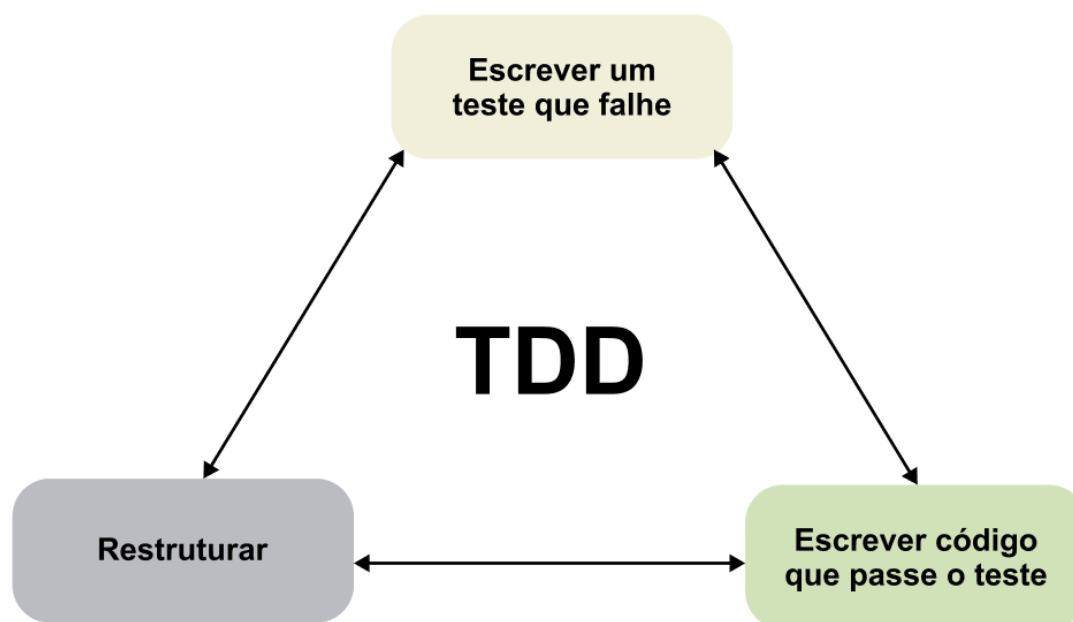 Escrever um
teste que falhe
TDD
Restruturar
Escrever código
que passe o teste